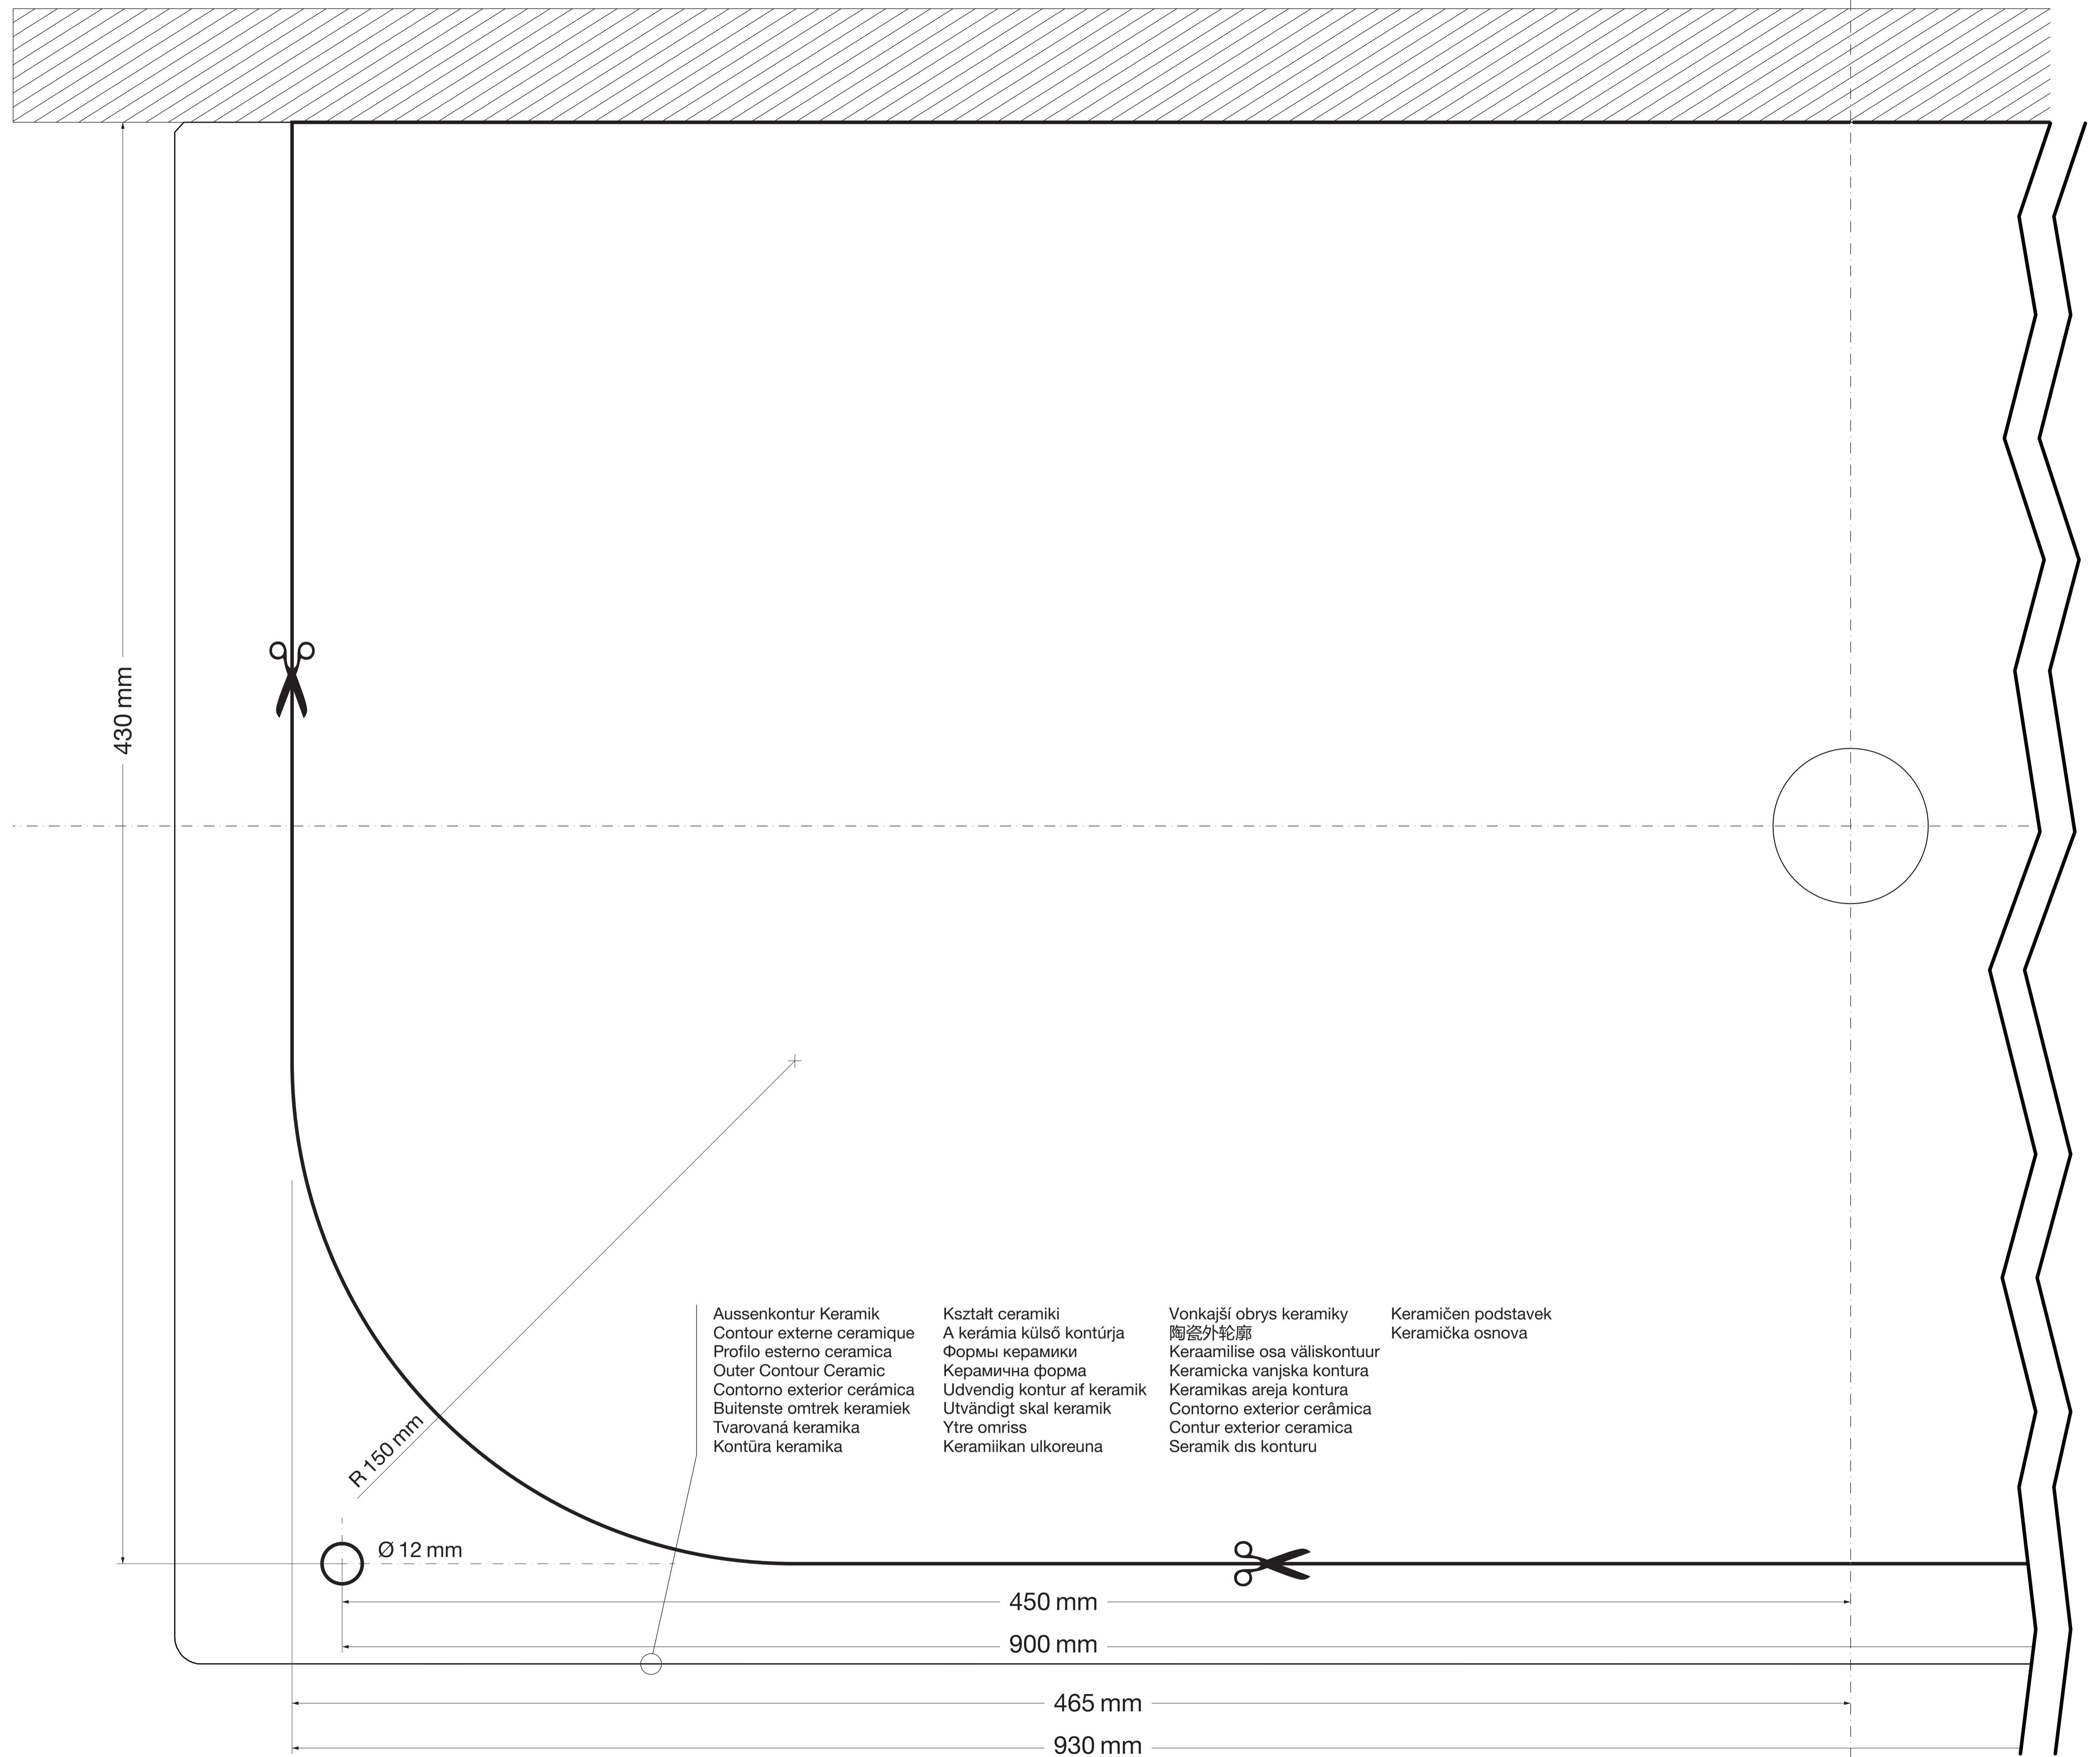 430 mm
Aussenkontur Keramik
Contour externe ceramique
Profilo esterno ceramica
Outer Contour Ceramic
Contorno exterior cerámica
Buitenste omtrek keramiek
Tvarovaná keramika
Kontūra keramika
Kształt ceramiki
A kerámia külső kontúrja
Формы керамики
Керамична форма
Udvendig kontur af keramik
Utvändigt skal keramik
Ytre omriss
Keramiikan ulkoreuna
Vonkajší obrys keramiky
陶瓷外轮廓
Keraamilise osa väliskontuur
Keramicka vanjska kontura
Keramikas areja kontura
Contorno exterior cerâmica
Contur exterior ceramica
Seramik dıs konturu
Keramičen podstavek
Keramička osnova
R 150 mm
Ø 12 mm
450 mm
900 mm
465 mm
930 mm